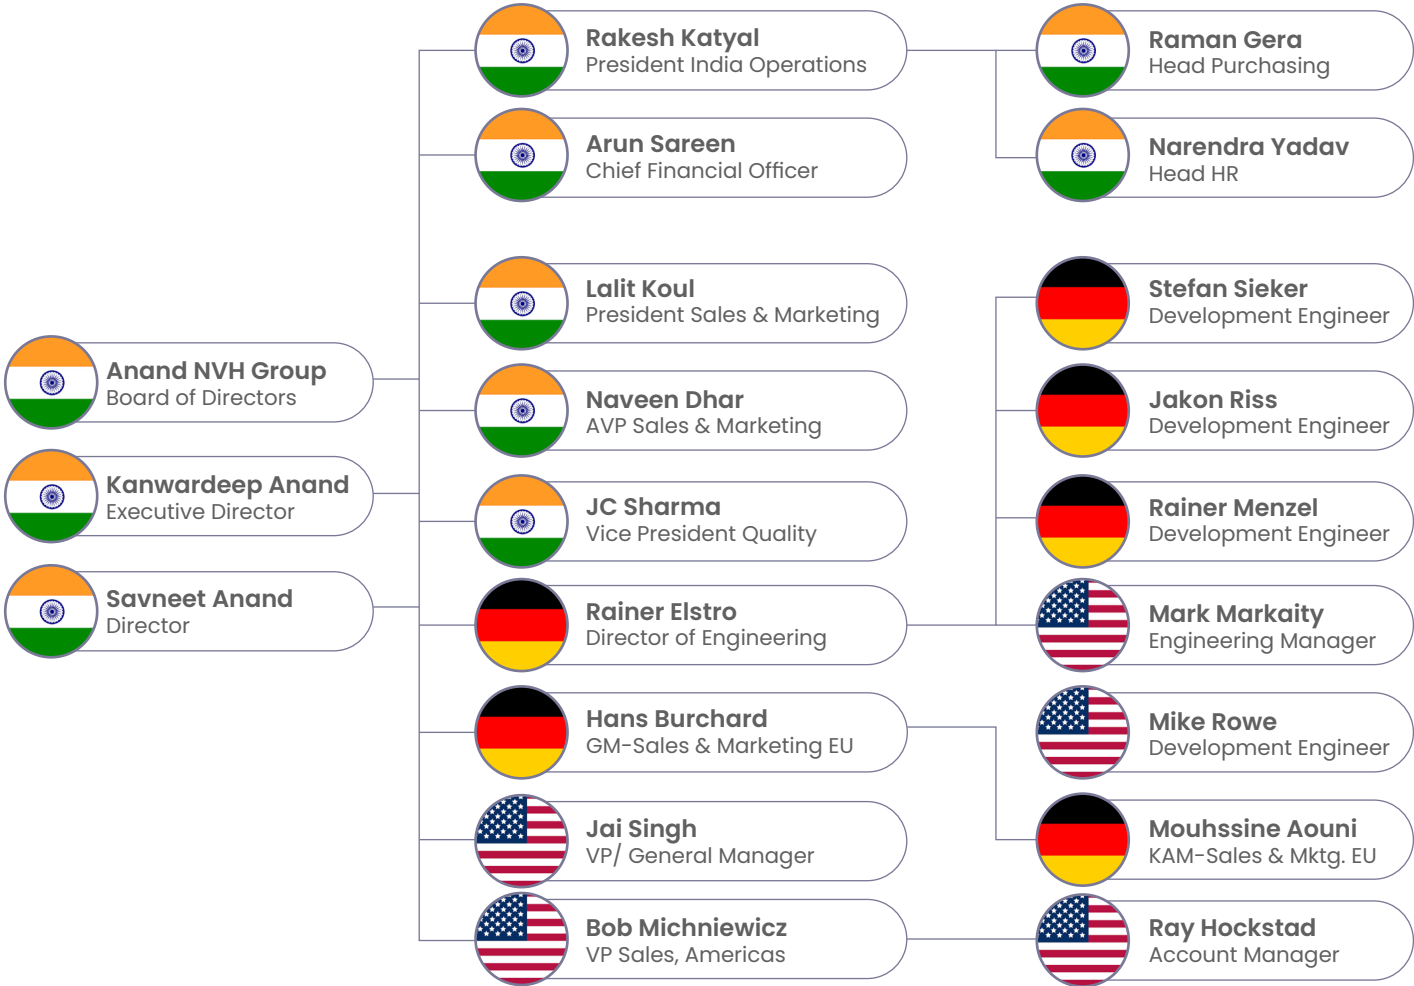 Anand NVH Group
Board of Directors
Kanwardeep Anand
Executive Director
Savneet Anand
Director
Rakesh Katyal
President India Operations
Arun Sareen
Chief Financial Officer
Lalit Koul
President Sales & Marketing
Naveen Dhar
AVP Sales & Marketing
JC Sharma
Vice President Quality
Rainer Elstro
Director of Engineering
Hans Burchard
GM-Sales & Marketing EU
Jai Singh
VP/ General Manager
Bob Michniewicz
VP Sales, Americas
Raman Gera
Head Purchasing
Narendra Yadav
Head HR
Stefan Sieker
Development Engineer
Jakon Riss
Development Engineer
Rainer Menzel
Development Engineer
Mark Markaity
Engineering Manager
Mike Rowe
Development Engineer
Mouhssine Aouni
KAM-Sales & Mktg. EU
Ray Hockstad
Account Manager